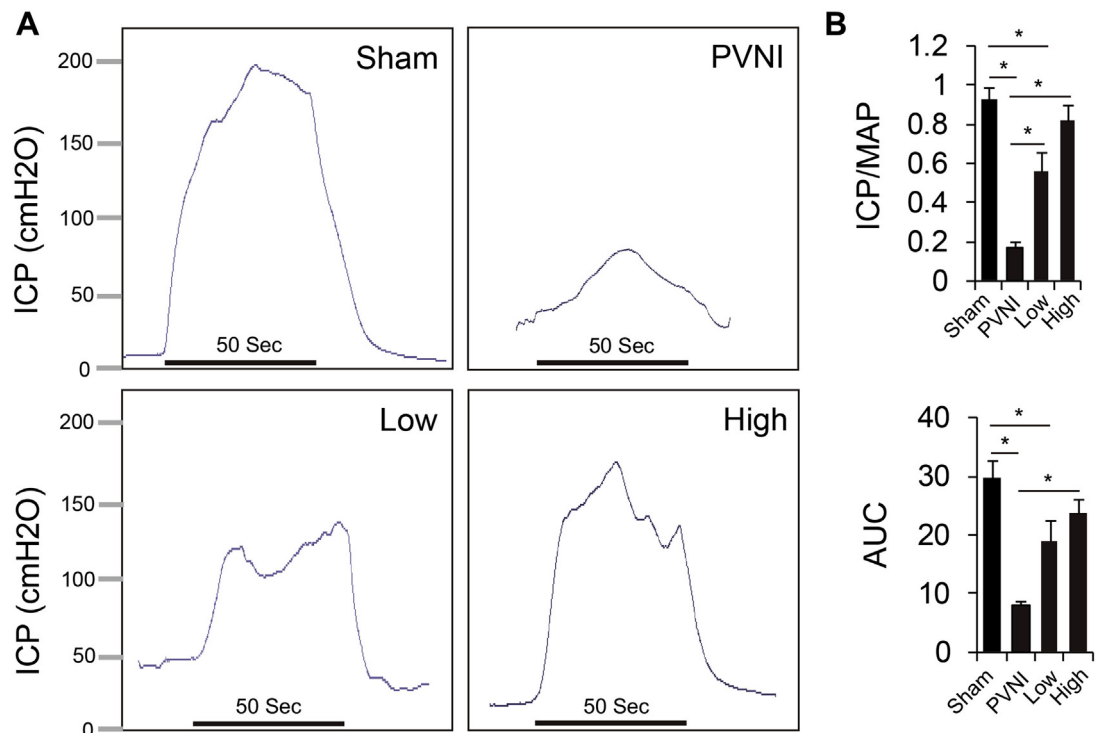 A
ICP (cmH2O)
200
150
100
50
0
Sham
50 Sec
PVNI
50 Sec
ICP (cmH2O)
200
150
100
50
0
Low
50 Sec
High
50 Sec
B
ICP/MAP
1.2
1
0.8
0.6
0.4
0.2
0
*
*
*
*
Sham
PVNI
Low
High
AUC
40
30
20
10
0
*
*
*
Sham
PVNI
Low
High